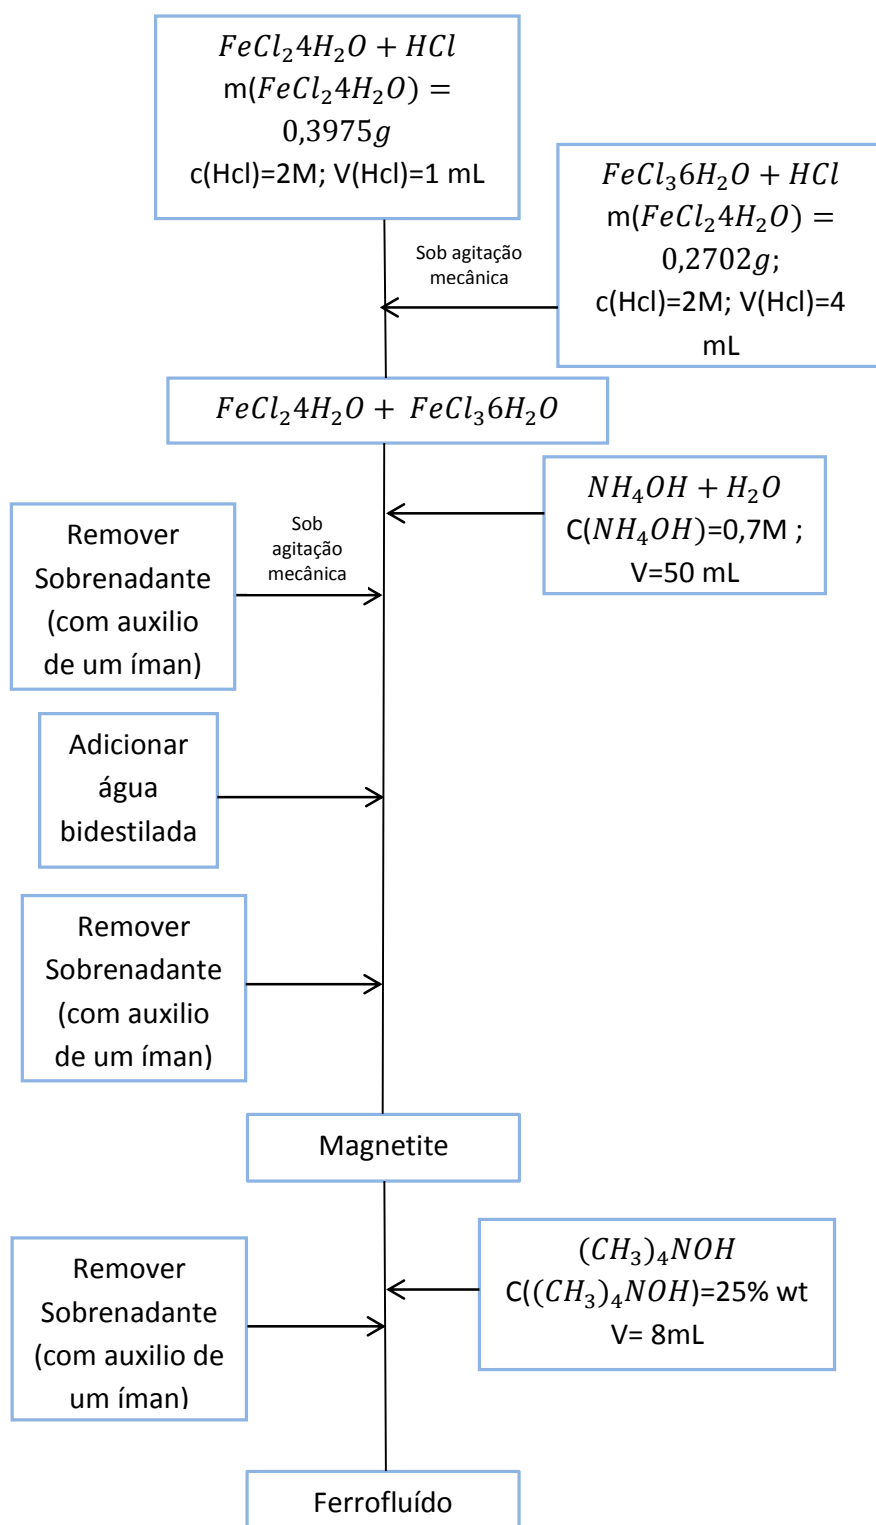 FeCl₂4H₂O + HCl
m(FeCl₂4H₂O) =
0,3975g
c(Hcl)=2M; V(Hcl)=1 mL
FeCl₃6H₂O + HCl
m(FeCl₂4H₂O) =
0,2702g;
c(Hcl)=2M; V(Hcl)=4
mL
Sob agitação
mecânica
FeCl₂4H₂O + FeCl₃6H₂O
NH₄OH + H₂O
C(NH₄OH)=0,7M ;
V=50 mL
Remover
Sobrenadante
(com auxilio
de um íman)
Sob
agitação
mecânica
Adicionar
água
bidestilada
Remover
Sobrenadante
(com auxilio
de um íman)
Magnetite
(CH₃)₄NOH
C((CH₃)₄NOH)=25% wt
V= 8mL
Remover
Sobrenadante
(com auxilio de
um íman)
Ferrofluído